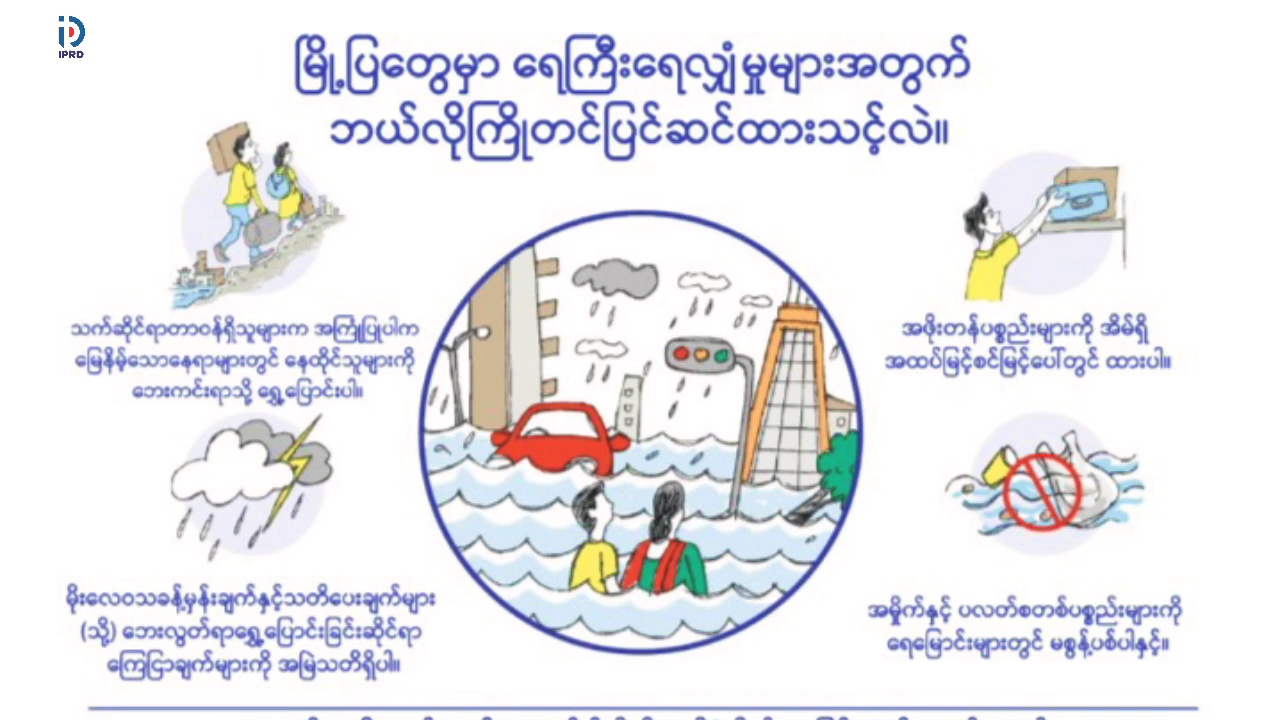 IPRD
မြို့ပြတွေမှာ ရေကြီးရေလျှံမှုများအတွက်
ဘယ်လိုကြိုတင်ပြင်ဆင်ထားသင့်လဲ။
သက်ဆိုင်ရာတာဝန်ရှိသူများက အကြံပြုပါက
မြေနိမ့်သောနေရာများတွင် နေထိုင်သူများကို
ဘေးကင်းရာသို့ ရွှေ့ပြောင်းပါ။
အဖိုးတန်ပစ္စည်းများကို အိမ်ရှိ
အထပ်မြင့်စင်မြင့်ပေါ်တွင် ထားပါ။
မိုးလေဝသခန့်မှန်းချက်နှင့်သတိပေးချက်များ
(သို့) ဘေးလွတ်ရာရွှေ့ပြောင်းခြင်းဆိုင်ရာ
ကြေငြာချက်များကို အမြဲသတိရှိပါ။
အမှိုက်နှင့် ပလတ်စတစ်ပစ္စည်းများကို
ရေမြောင်းများတွင် မစွန့်ပစ်ပါနှင့်။